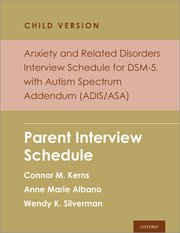 CHILD VERSION
Anxiety and Related Disorders
Interview Schedule for DSM-5,
with Autism Spectrum
Addendum (ADIS/ASA)
Parent Interview
Schedule
Connor M. Kerns
Anne Marie Albano
Wendy K. Silverman
OXFORD